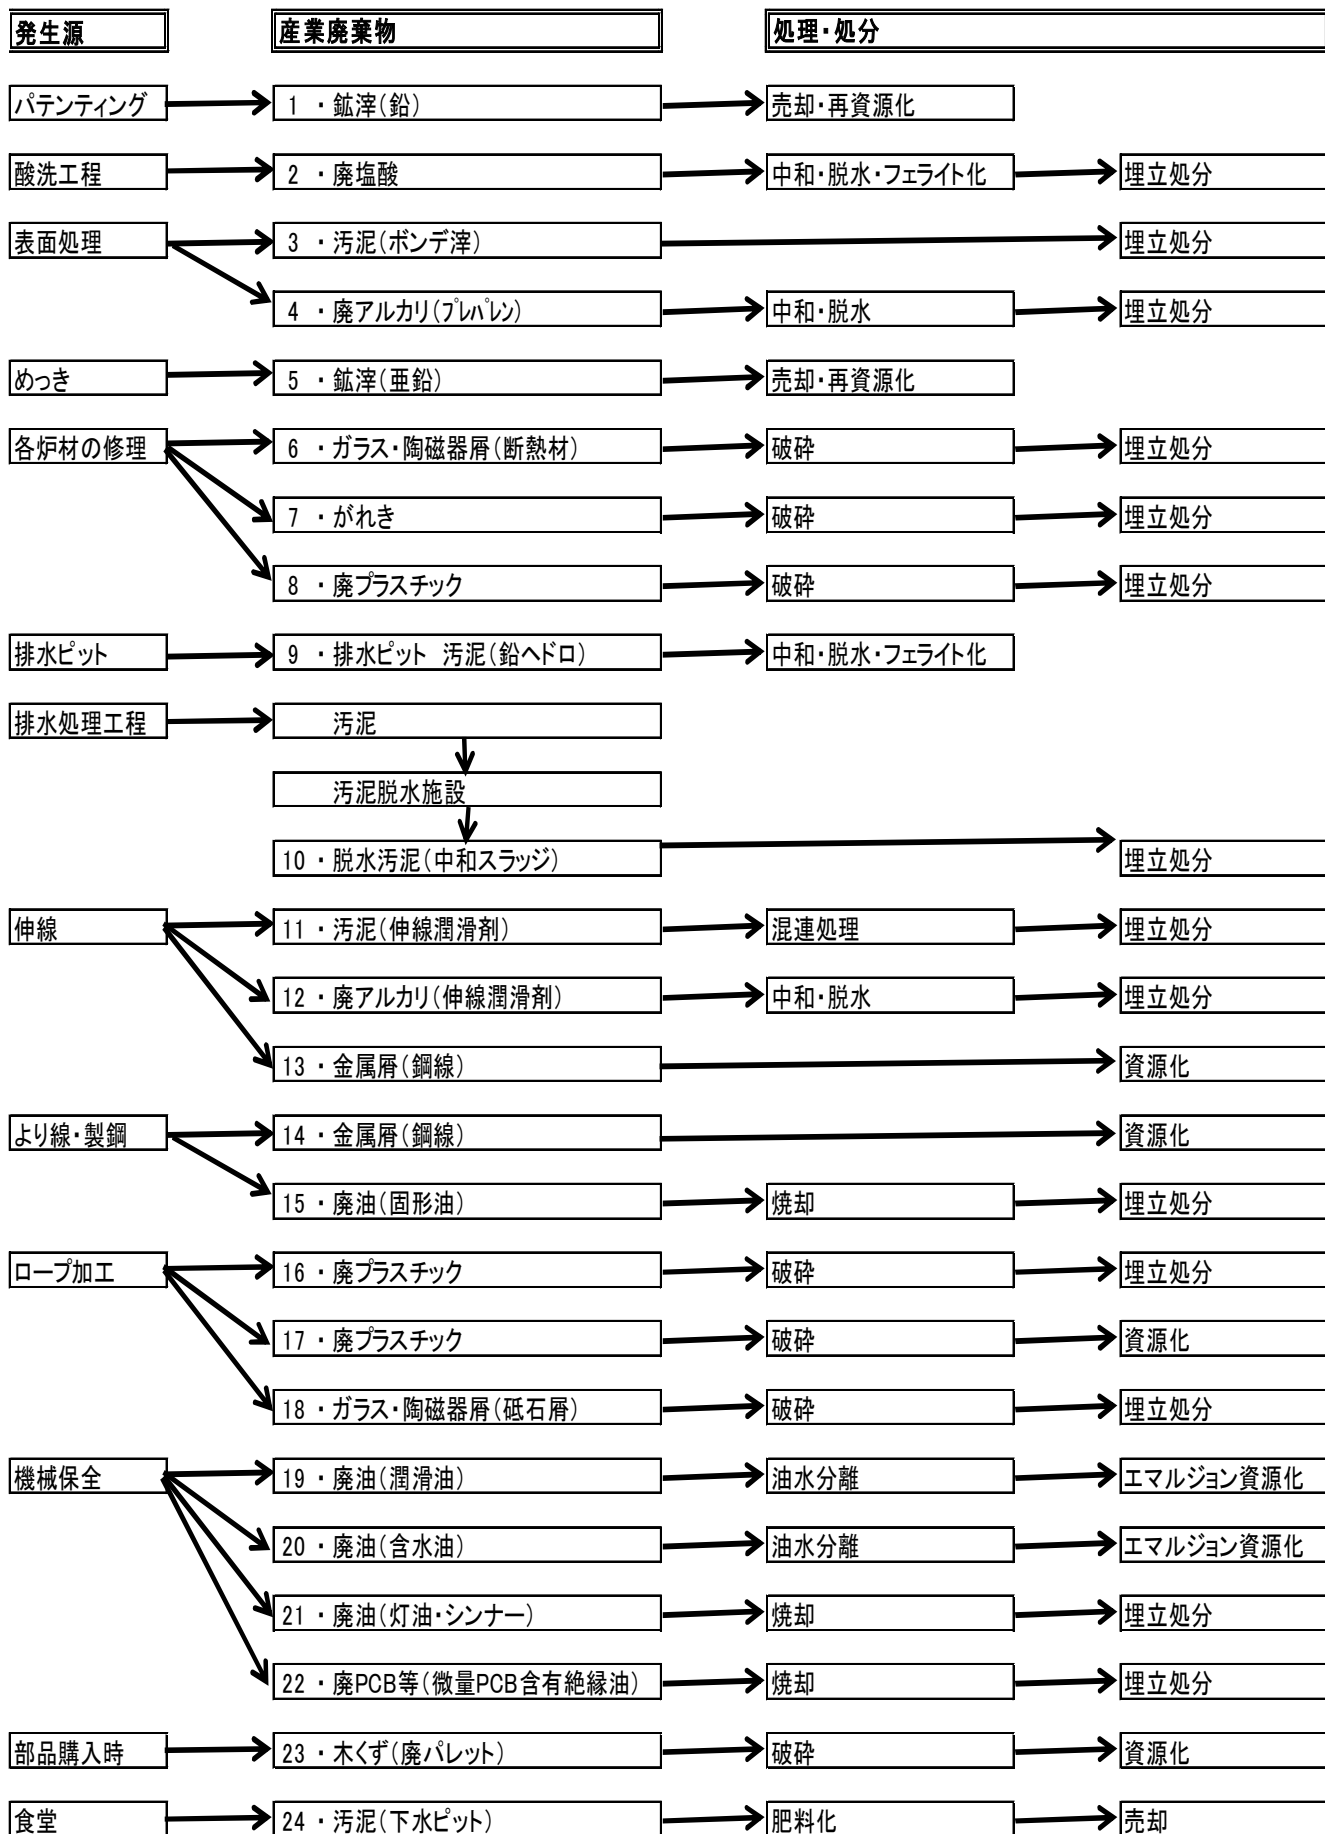 発生源 産業廃棄物 処理・処分
パテンティング 1 ・鉱滓(鉛) 売却・再資源化
酸洗工程 2 ・廃塩酸 中和・脱水・フェライト化 埋立処分
表面処理 3 ・汚泥(ボンデ滓) 埋立処分
4 ・廃アルカリ(ﾌﾟﾚﾊﾟﾚﾝ) 中和・脱水 埋立処分
めっき 5 ・鉱滓(亜鉛) 売却・再資源化
各炉材の修理 6 ・ガラス・陶磁器屑(断熱材) 破砕 埋立処分
7 ・がれき 破砕 埋立処分
8 ・廃プラスチック 破砕 埋立処分
排水ピット 9 ・排水ピット 汚泥(鉛ヘドロ) 中和・脱水・フェライト化
排水処理工程 汚泥
汚泥脱水施設
10 ・脱水汚泥(中和スラッジ) 埋立処分
伸線 11 ・汚泥(伸線潤滑剤) 混連処理 埋立処分
12 ・廃アルカリ(伸線潤滑剤) 中和・脱水 埋立処分
13 ・金属屑(鋼線) 資源化
より線・製鋼 14 ・金属屑(鋼線) 資源化
15 ・廃油(固形油) 焼却 埋立処分
ロープ加工 16 ・廃プラスチック 破砕 埋立処分
17 ・廃プラスチック 破砕 資源化
18 ・ガラス・陶磁器屑(砥石屑) 破砕 埋立処分
機械保全 19 ・廃油(潤滑油) 油水分離 エマルジョン資源化
20 ・廃油(含水油) 油水分離 エマルジョン資源化
21 ・廃油(灯油・シンナー) 焼却 埋立処分
22 ・廃PCB等(微量PCB含有絶縁油) 焼却 埋立処分
部品購入時 23 ・木くず(廃パレット) 破砕 資源化
食堂 24 ・汚泥(下水ピット) 肥料化 売却